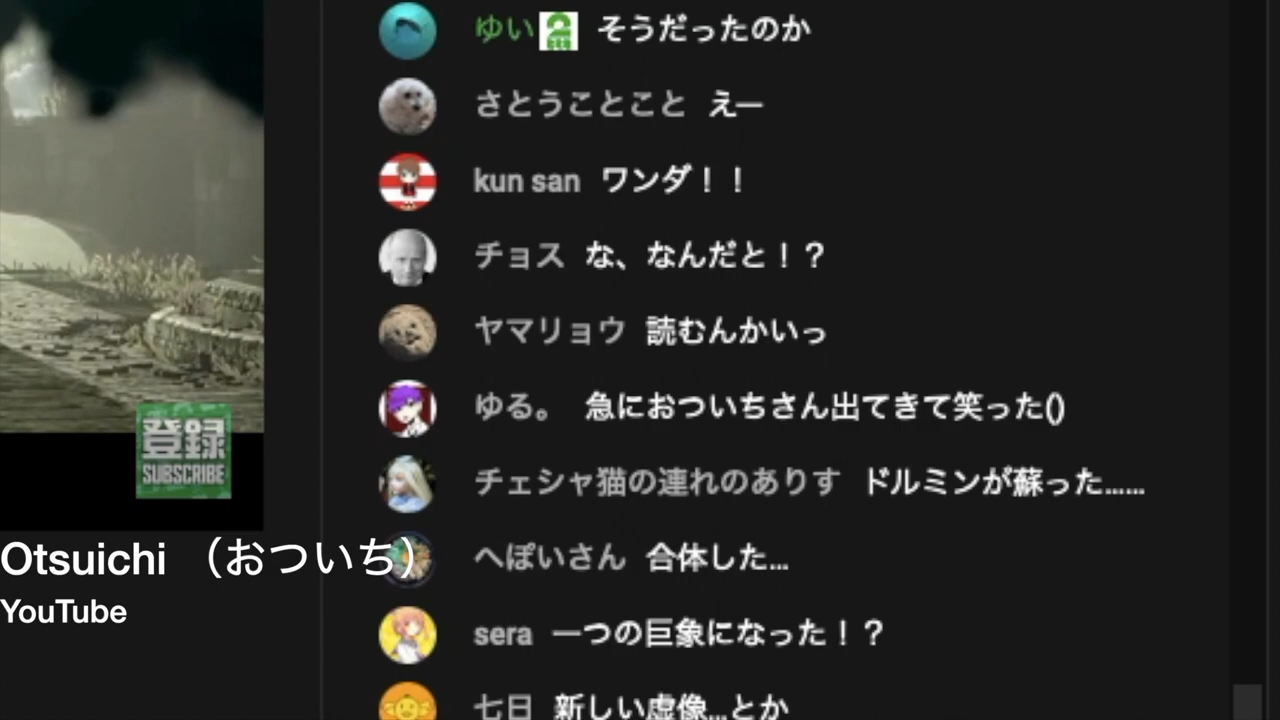 ゆい そうだったのか
さとうことこと えー
kun san ワンダ！！
チョス な、なんだと！？
ヤマリョウ 読むんかいっ
ゆる。 急におついちさん出てきて笑った()
登録
SUBSCRIBE
チェシャ猫の連れのありす ドルミンが蘇った……
Otsuichi （おついち）
へぽいさん 合体した…
YouTube
sera 一つの巨象になった！？
七日 新しい虚像…とか